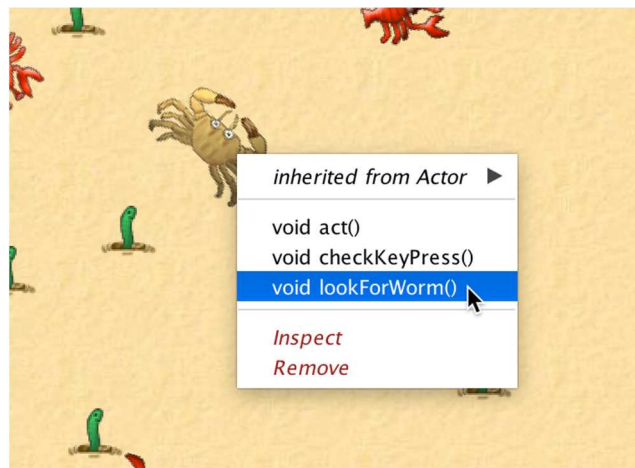 inherited from Actor
void act()
void checkKeyPress()
void lookForWorm()
Inspect
Remove